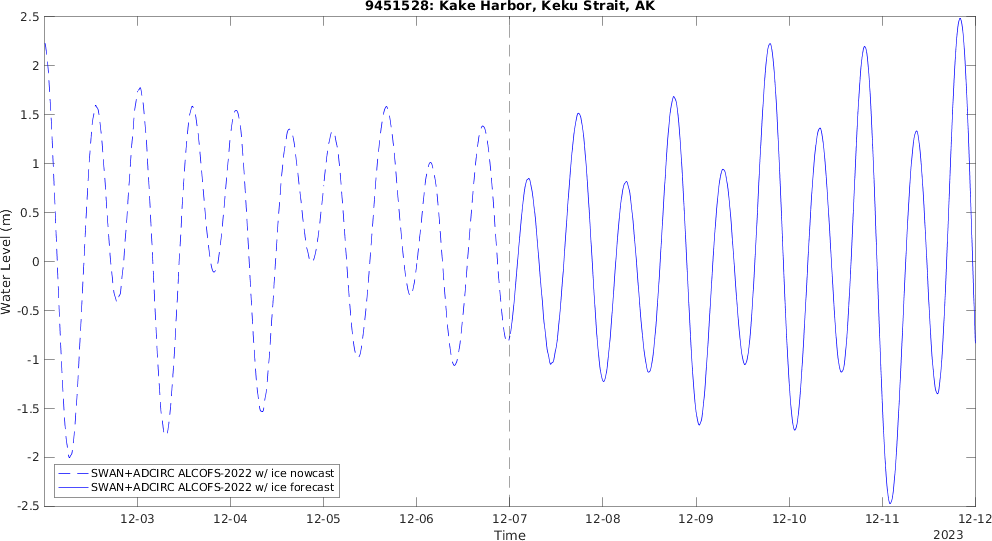 9451528: Kake Harbor, Keku Strait, AK
2.5
2
1.5
1
0.5
0
-0.5
-1
-1.5
-2
-2.5
Water Level (m)
SWAN+ADCIRC ALCOFS-2022 w/ ice nowcast
SWAN+ADCIRC ALCOFS-2022 w/ ice forecast
12-03 12-04 12-05 12-06 12-07 12-08 12-09 12-10 12-11 12-12
Time
2023